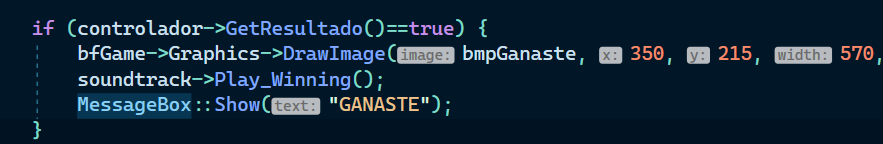 if (controlador->GetResultado()==true) {
bfGame->Graphics->DrawImage(image: bmpGanaste, x: 350, y: 215, width: 570,
soundtrack->Play_Winning();
MessageBox::Show(text: "GANASTE");
}